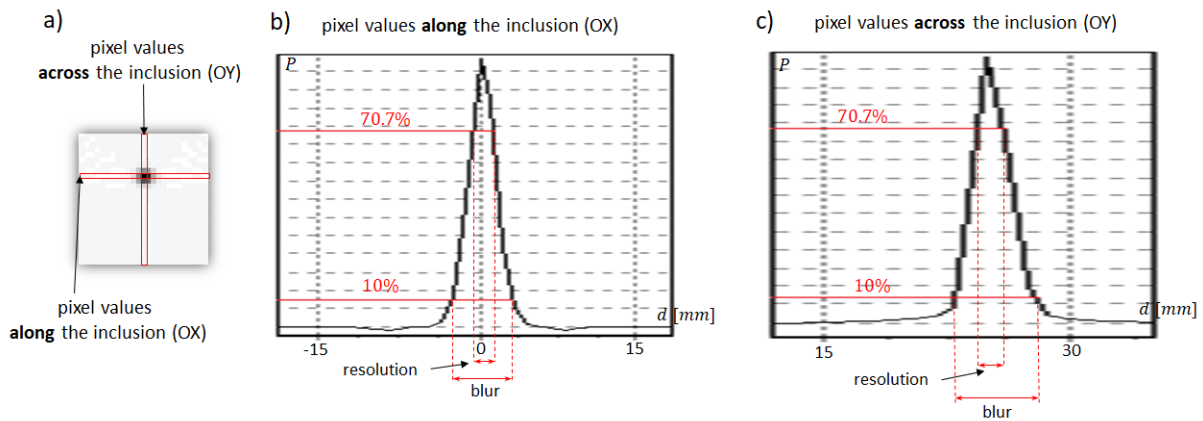 a)
pixel values
across the inclusion (OY)
pixel values
along the inclusion (OX)
b)
pixel values along the inclusion (OX)
P
70.7%
10%
d [mm]
-15
0
15
resolution
blur
c)
pixel values across the inclusion (OY)
P
70.7%
10%
d [mm]
15
30
resolution
blur